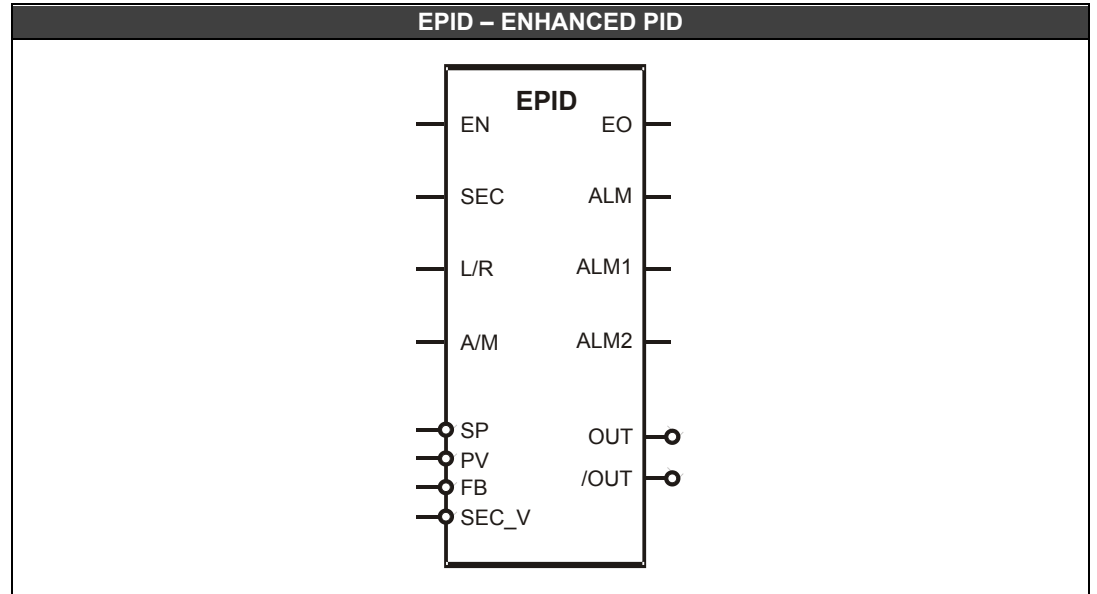 EPID – ENHANCED PID
EPID
EN EO
SEC ALM
L/R ALM1
A/M ALM2
SP OUT
PV
FB /OUT
SEC_V